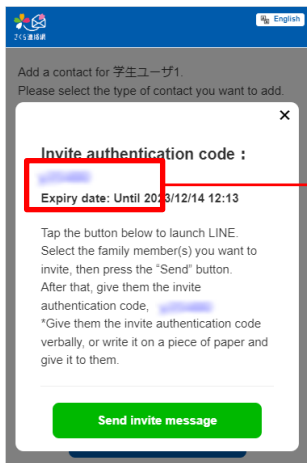 さくら連絡網
English
Add a contact for 学生ユーザ1.
Please select the type of contact you want to add.
×
Invite authentication code :
Expiry date: Until 2023/12/14 12:13
Tap the button below to launch LINE.
Select the family member(s) you want to
invite, then press the “Send” button.
After that, give them the invite
authentication code,
*Give them the invite authentication code
verbally, or write it on a piece of paper and
give it to them.
Send invite message